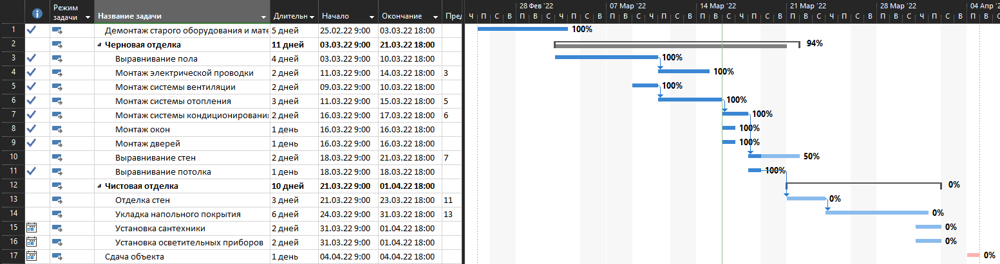 28 Фев '22 07 Мар '22 14 Мар '22 21 Мар '22 28 Мар '22 04 Апр '2
Режим задачи Название задачи Длительн Начало Окончание Пред Ч П С В П В С Ч П С В П В С Ч П С В П В С Ч П С В П В С Ч П С В П В С Ч П С В П В С
1 Демонтаж старого оборудования и мате 5 дней 25.02.22 9:00 03.03.22 18:00 100%
2 Черновая отделка 11 дней 03.03.22 9:00 21.03.22 18:00 94%
3 Выравнивание пола 4 дней 03.03.22 9:00 10.03.22 18:00 100%
4 Монтаж электрической проводки 2 дней 11.03.22 9:00 14.03.22 18:00 3 100%
5 Монтаж системы вентиляции 2 дней 09.03.22 9:00 10.03.22 18:00 100%
6 Монтаж системы отопления 3 дней 11.03.22 9:00 15.03.22 18:00 5 100%
7 Монтаж системы кондиционировани 2 дней 16.03.22 9:00 17.03.22 18:00 6 100%
8 Монтаж окон 1 день 16.03.22 9:00 16.03.22 18:00 100%
9 Монтаж дверей 1 день 16.03.22 9:00 16.03.22 18:00 100%
10 Выравнивание стен 2 дней 18.03.22 9:00 21.03.22 18:00 7 50%
11 Выравнивание потолка 1 день 18.03.22 9:00 18.03.22 18:00 100%
12 Чистовая отделка 10 дней 21.03.22 9:00 01.04.22 18:00 0%
13 Отделка стен 3 дней 21.03.22 9:00 23.03.22 18:00 11 0%
14 Укладка напольного покрытия 6 дней 24.03.22 9:00 31.03.22 18:00 13 0%
15 Установка сантехники 2 дней 31.03.22 9:00 01.04.22 18:00 0%
16 Установка осветительных приборов 2 дней 31.03.22 9:00 01.04.22 18:00 0%
17 Сдача объекта 1 день 04.04.22 9:00 04.04.22 18:00 0%